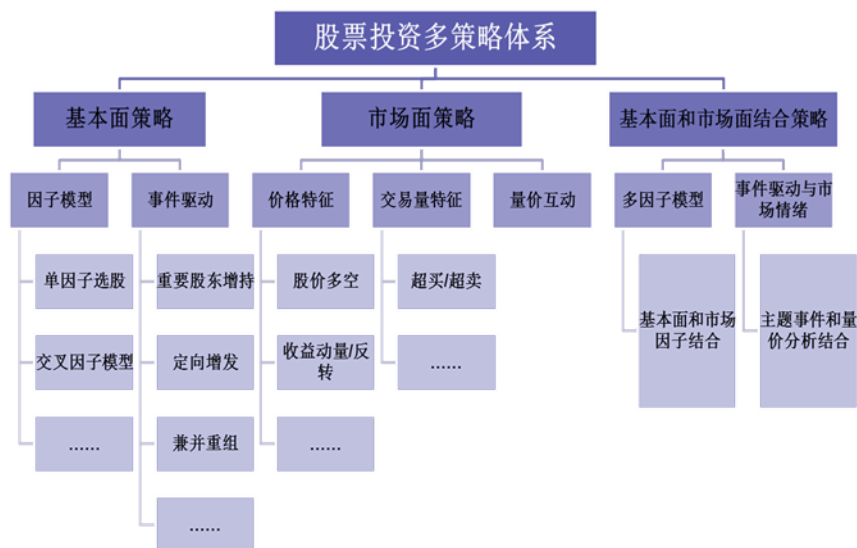 股票投资多策略体系
基本面策略
市场面策略
基本面和市场面结合策略
因子模型
事件驱动
价格特征
交易量特征
量价互动
多因子模型
事件驱动与市
场情绪
单因子选股
重要股东增持
股价多空
超买/超卖
基本面和市场
因子结合
主题事件和量
价分析结合
交叉因子模型
定向增发
收益动量/反
转
……
……
兼并重组
……
……